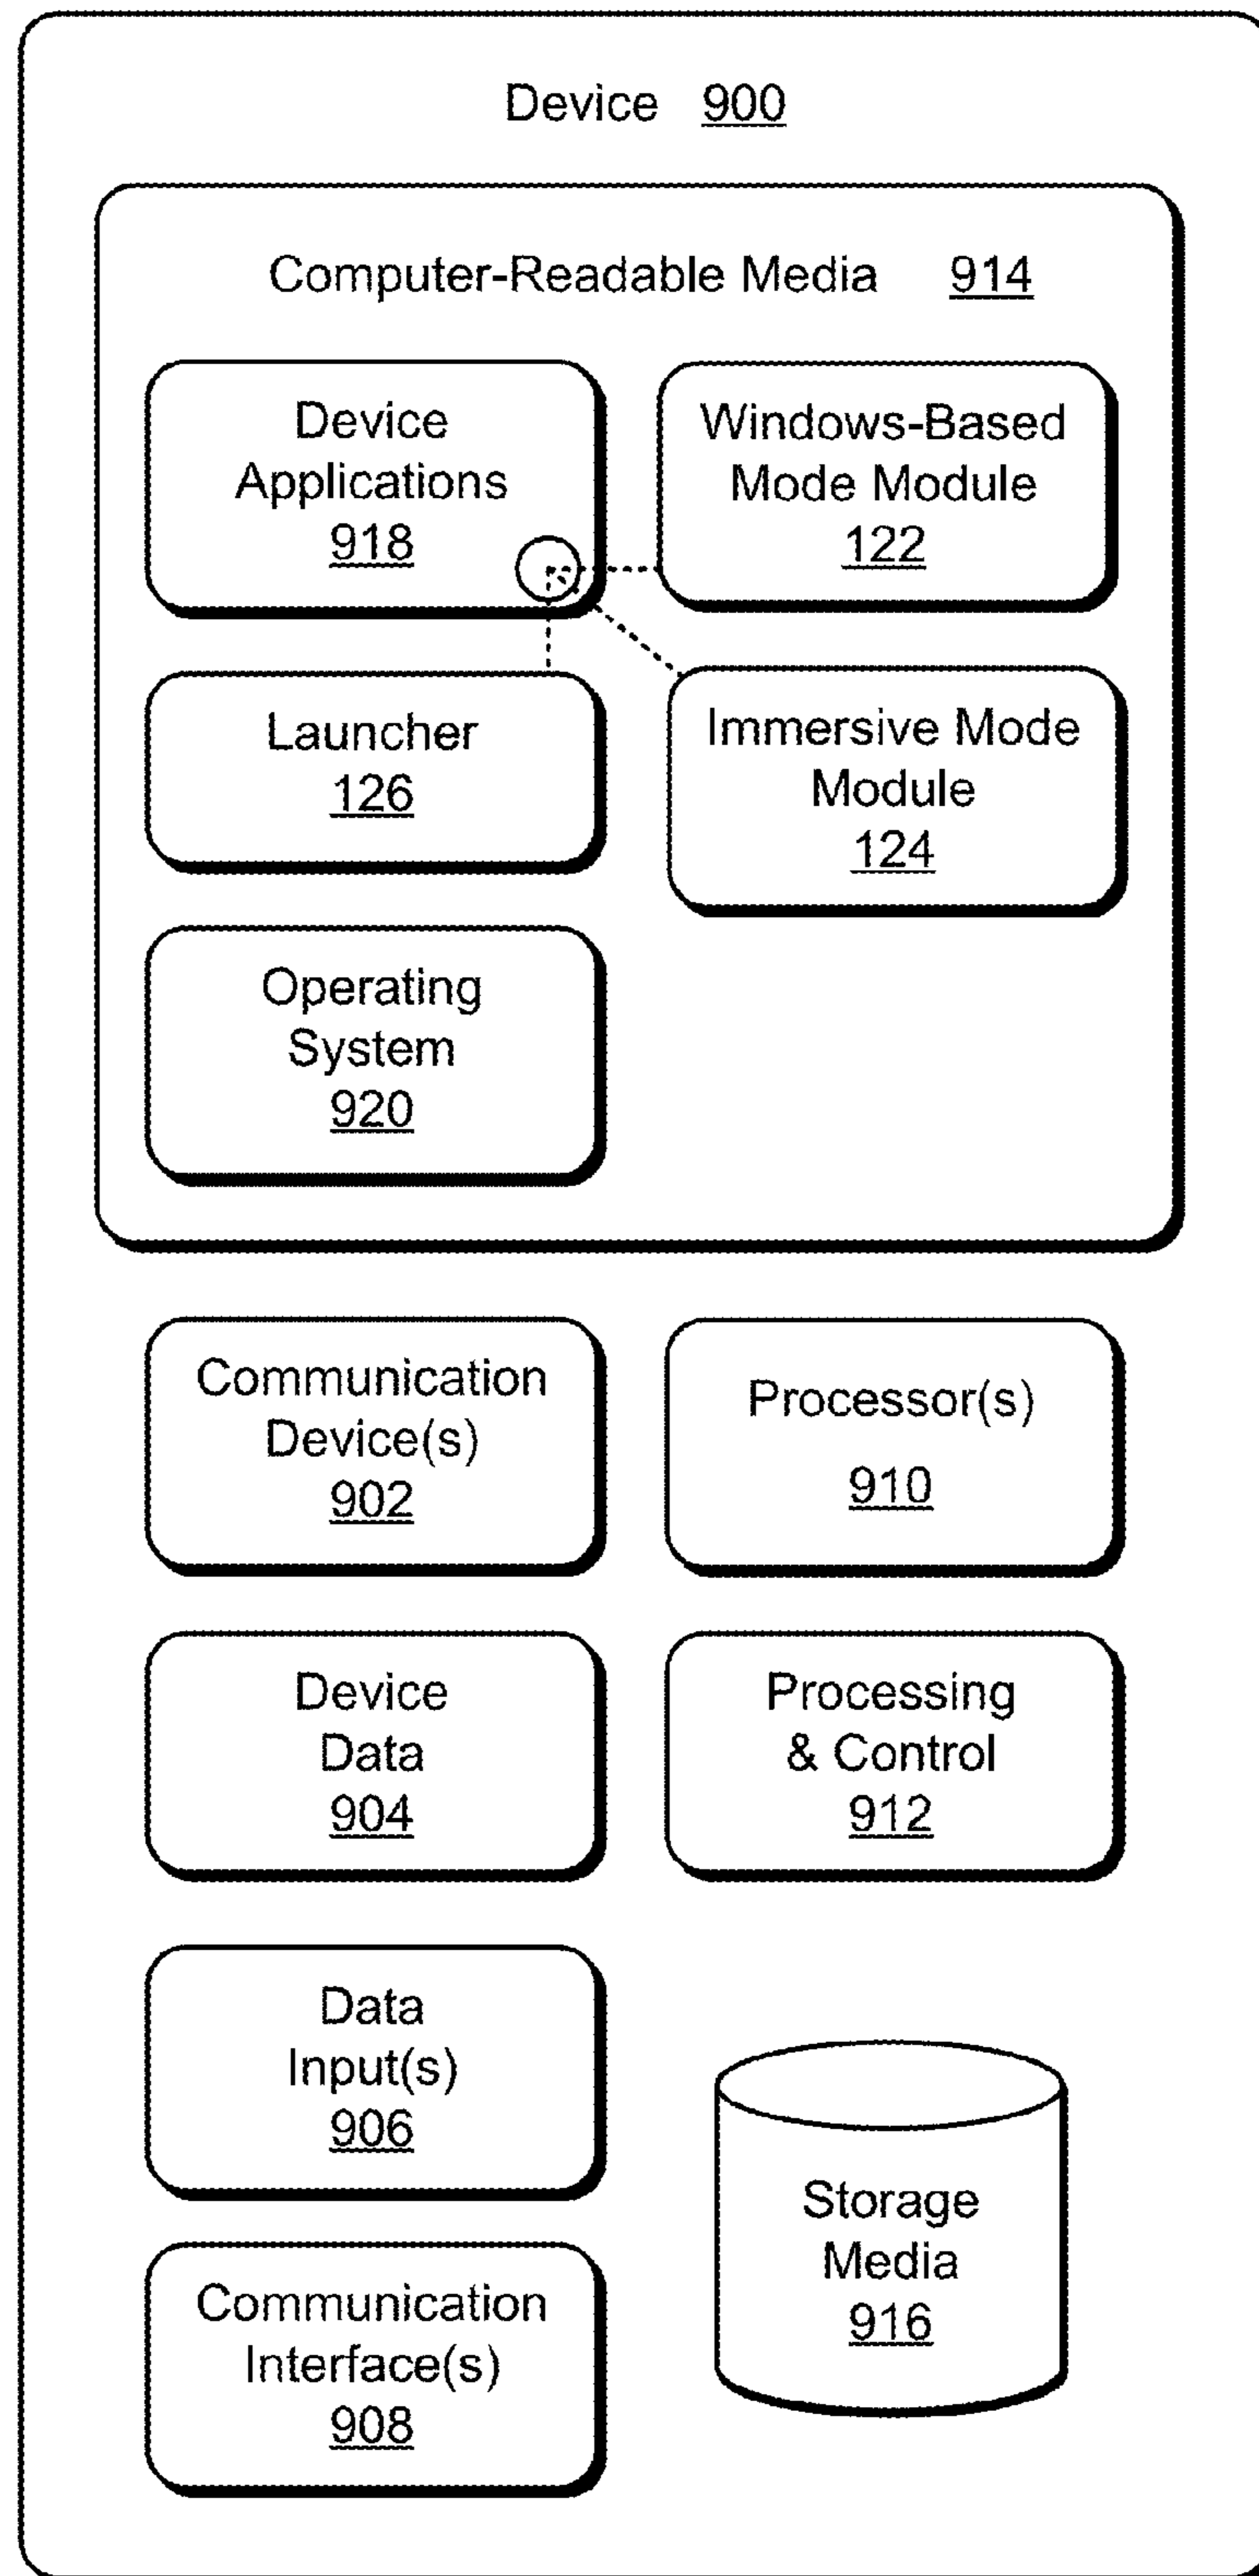 Device 900
Computer-Readable Media 914
Device
Applications
918
Windows-Based
Mode Module
122
Launcher
126
Immersive Mode
Module
124
Operating
System
920
Communication
Device(s)
902
Processor(s)
910
Device
Data
904
Processing
& Control
912
Data
Input(s)
906
Storage
Media
916
Communication
Interface(s)
908